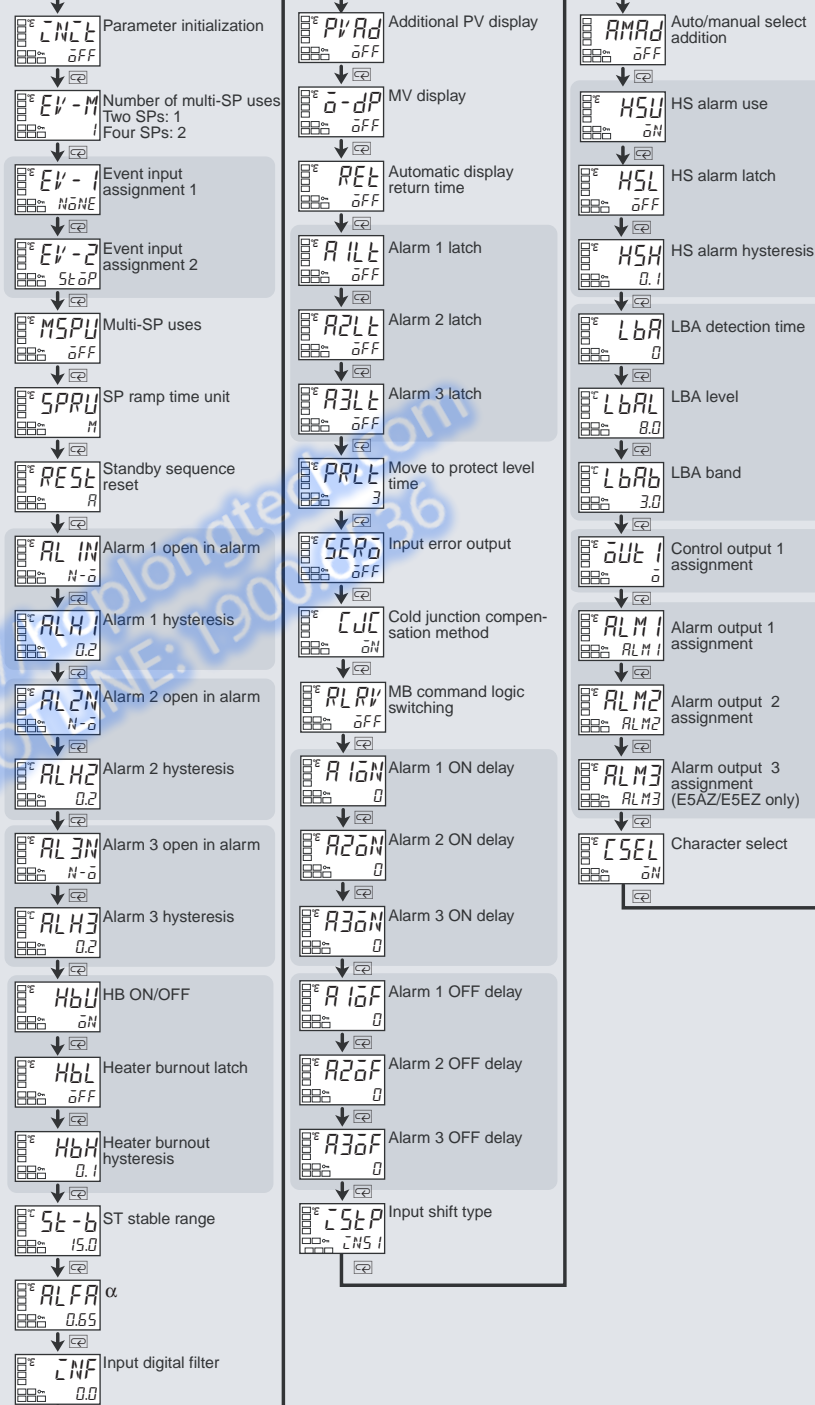 INIT
OFF
Parameter initialization
EV-M
1
Number of multi-SP uses
Two SPs: 1
Four SPs: 2
EV-1
NONE
Event input
assignment 1
EV-2
STOP
Event input
assignment 2
MSPU
OFF
Multi-SP uses
SPRU
M
SP ramp time unit
REST
A
Standby sequence
reset
AL1N
N-O
Alarm 1 open in alarm
ALH1
0.2
Alarm 1 hysteresis
AL2N
N-O
Alarm 2 open in alarm
ALH2
0.2
Alarm 2 hysteresis
AL3N
N-O
Alarm 3 open in alarm
ALH3
0.2
Alarm 3 hysteresis
HBU
ON
HB ON/OFF
HBL
OFF
Heater burnout latch
HBH
0.1
Heater burnout
hysteresis
ST-B
15.0
ST stable range
ALFA
0.65
α
INF
0.0
Input digital filter
PVAD
OFF
Additional PV display
O-DP
OFF
MV display
RET
OFF
Automatic display
return time
A1LT
OFF
Alarm 1 latch
A2LT
OFF
Alarm 2 latch
A3LT
OFF
Alarm 3 latch
PRLT
3
Move to protect level
time
SERO
OFF
Input error output
CJC
ON
Cold junction compen-
sation method
RLRV
OFF
MB command logic
switching
A1ON
0
Alarm 1 ON delay
A2ON
0
Alarm 2 ON delay
A3ON
0
Alarm 3 ON delay
A1OF
0
Alarm 1 OFF delay
A2OF
0
Alarm 2 OFF delay
A3OF
0
Alarm 3 OFF delay
ISTP
INS1
Input shift type
AMAD
OFF
Auto/manual select
addition
HSU
ON
HS alarm use
HSL
OFF
HS alarm latch
HSH
0.1
HS alarm hysteresis
LBA
0
LBA detection time
LBAL
8.0
LBA level
LBAB
3.0
LBA band
OUT1
O
Control output 1
assignment
ALM1
ALM1
Alarm output 1
assignment
ALM2
ALM2
Alarm output 2
assignment
ALM3
ALM3
Alarm output 3
assignment
(E5AZ/E5EZ only)
CSEL
ON
Character select